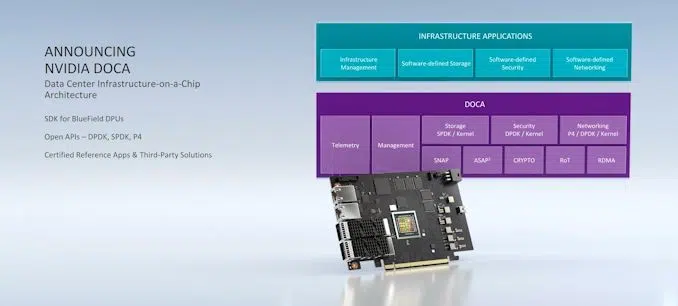 ANNOUNCING
NVIDIA DOCA
Data Center Infrastructure-on-a-Chip
Architecture
SDK for BlueField DPUs
Open APIs – DPDK, SPDK, P4
Certified Reference Apps & Third-Party Solutions
INFRASTRUCTURE APPLICATIONS
Infrastructure
Management
Software-defined Storage
Software-defined
Security
Software-defined
Networking
DOCA
Telemetry
Management
Storage
SPDK / Kernel
Security
DPDK / Kernel
Networking
P4 / DPDK / Kernel
SNAP
ASAP²
CRYPTO
RoT
RDMA